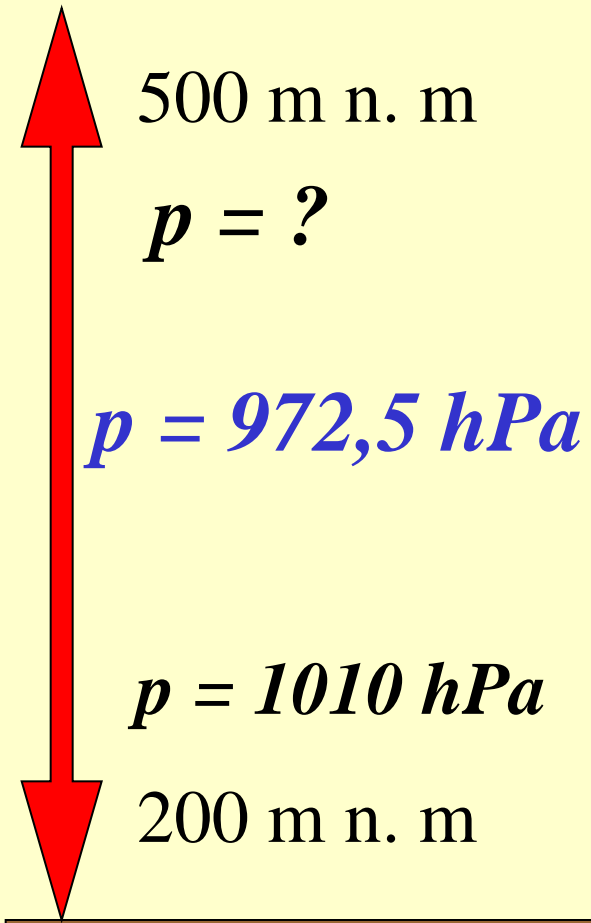 500 m n. m
p = ?
p = 972,5 hPa
p = 1010 hPa
200 m n. m